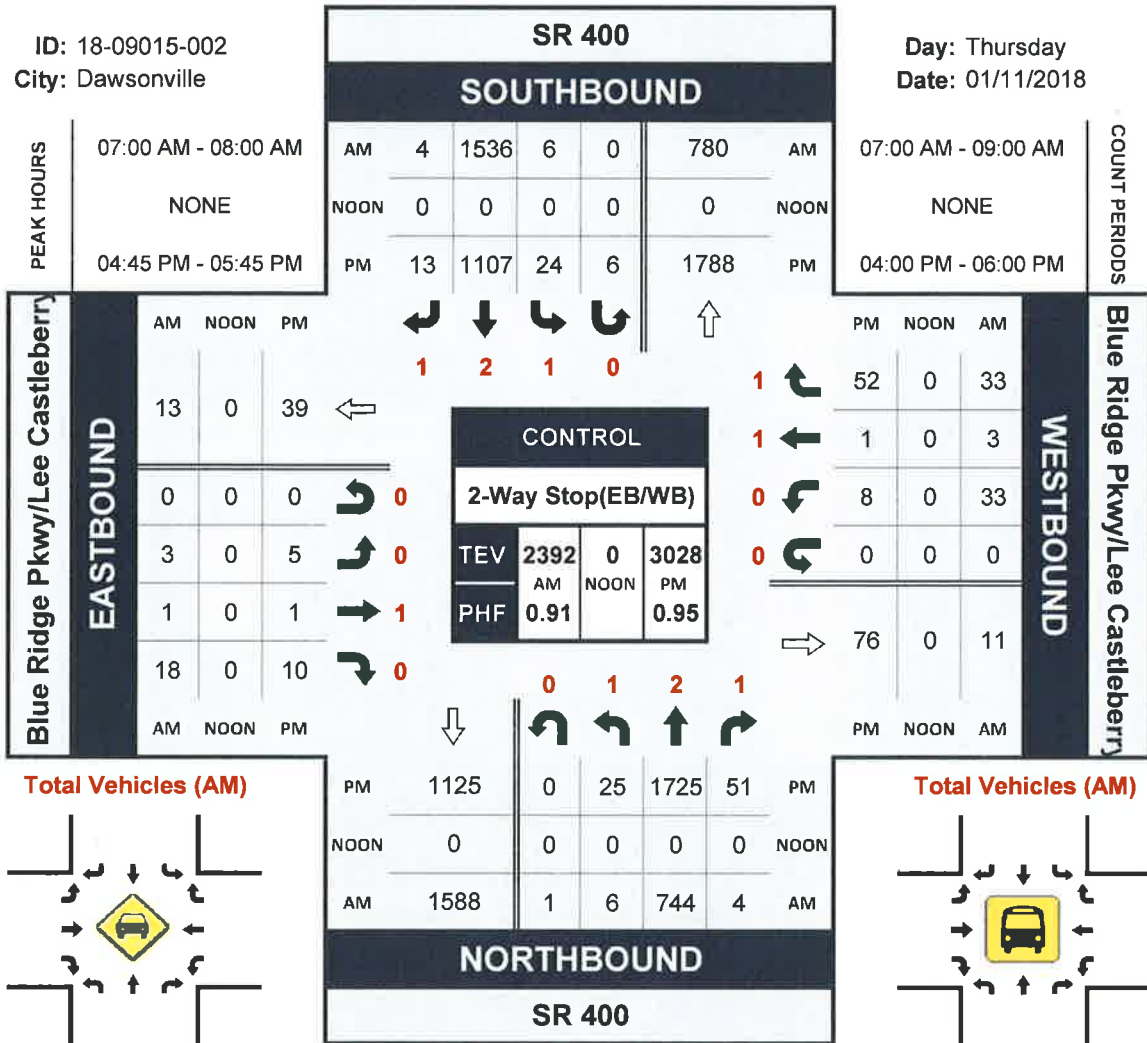 ID: 18-09015-002
City: Dawsonville
SR 400
SOUTHBOUND
Day: Thursday
Date: 01/11/2018
PEAK HOURS
07:00 AM - 08:00 AM
NONE
04:45 PM - 05:45 PM
AM 4 1536 6 0 780 AM
NOON 0 0 0 0 0 NOON
PM 13 1107 24 6 1788 PM
07:00 AM - 09:00 AM
NONE
04:00 PM - 06:00 PM
COUNT PERIODS
1 2 1 0
Blue Ridge Pkwy/Lee Castleberry
EASTBOUND
AM NOON PM
13 0 39
0 0 0 0
3 0 5 0
1 0 1 1
18 0 10 0
AM NOON PM
CONTROL
2-Way Stop(EB/WB)
TEV 2392 0 3028
AM NOON PM
PHF 0.91 0.95
PM NOON AM
1 52 0 33
1 1 0 3
0 8 0 33
0 0 0 0
76 0 11
PM NOON AM
WESTBOUND
Blue Ridge Pkwy/Lee Castleberry
0 1 2 1
PM 1125 0 25 1725 51 PM
NOON 0 0 0 0 0 NOON
AM 1588 1 6 744 4 AM
NORTHBOUND
SR 400
Total Vehicles (AM)
Total Vehicles (AM)